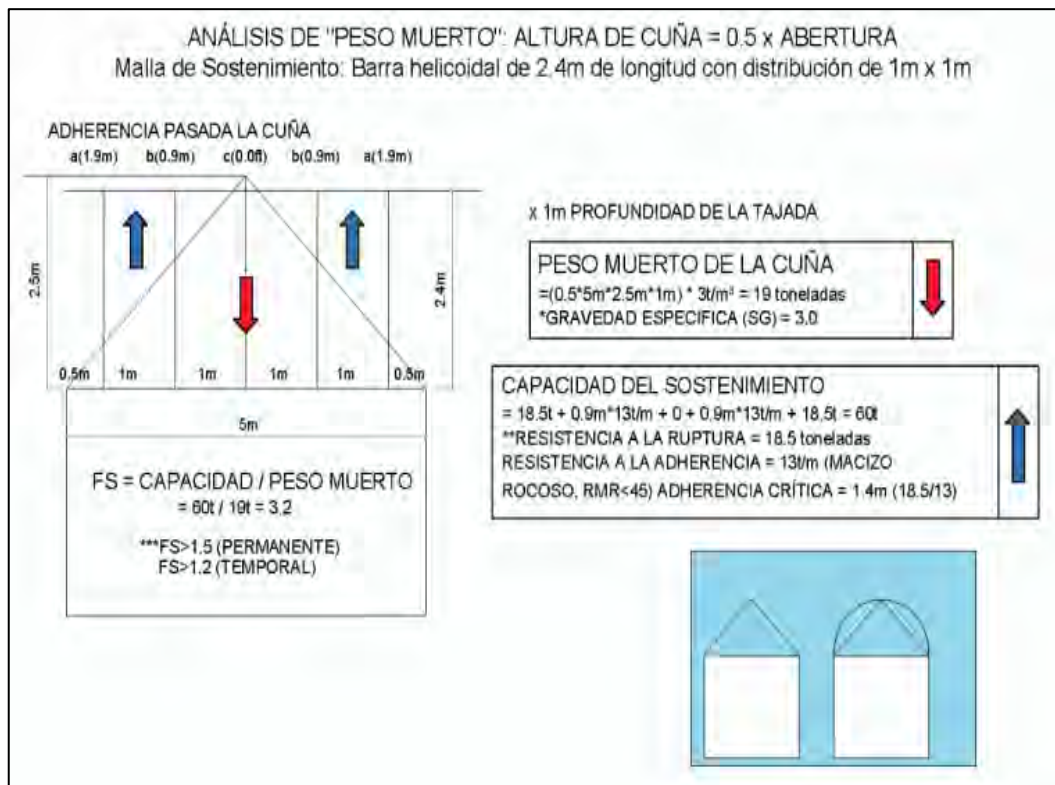 ANÁLISIS DE "PESO MUERTO": ALTURA DE CUÑA = 0.5 x ABERTURA
Malla de Sostenimiento: Barra helicoidal de 2.4m de longitud con distribución de 1m x 1m
ADHERENCIA PASADA LA CUÑA
a(1.9m) b(0.9m) c(0.0ft) b(0.9m) a(1.9m)
2.5m
2.4m
0.5m 1m 1m 1m 1m 0.5m
5m
FS = CAPACIDAD / PESO MUERTO
= 60t / 19t = 3.2
***FS>1.5 (PERMANENTE)
FS>1.2 (TEMPORAL)
x 1m PROFUNDIDAD DE LA TAJADA
PESO MUERTO DE LA CUÑA
=(0.5*5m*2.5m*1m) * 3t/m³ = 19 toneladas
*GRAVEDAD ESPECIFICA (SG) = 3.0
CAPACIDAD DEL SOSTENIMIENTO
= 18.5t + 0.9m*13t/m + 0 + 0.9m*13t/m + 18.5t = 60t
**RESISTENCIA A LA RUPTURA = 18.5 toneladas
RESISTENCIA A LA ADHERENCIA = 13t/m (MACIZO
ROCOSO, RMR<45) ADHERENCIA CRÍTICA = 1.4m (18.5/13)